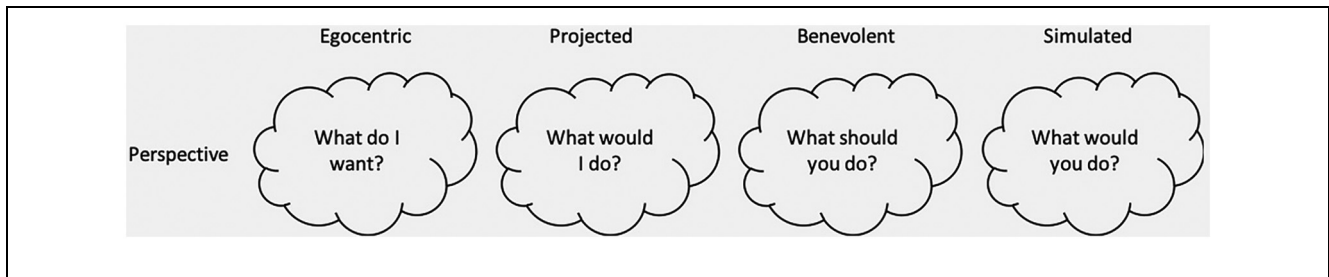 Egocentric Projected Benevolent Simulated
Perspective
What do I
want?
What would
I do?
What should
you do?
What would
you do?